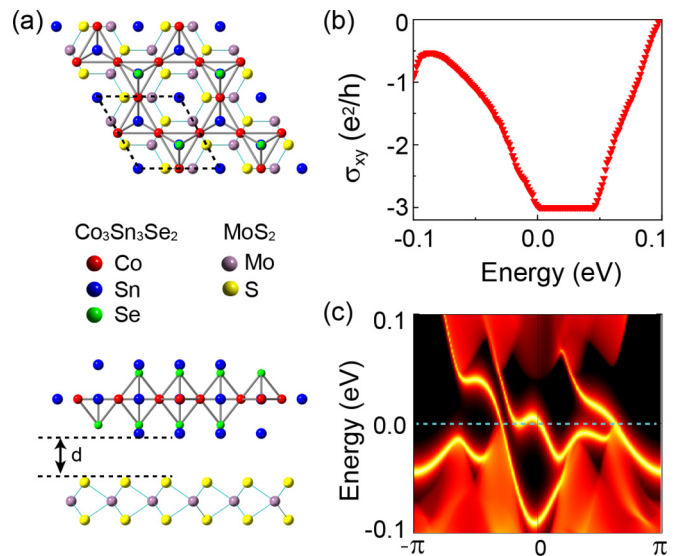 (a)
Co₃Sn₃Se₂ MoS₂
Co Mo
Sn S
Se
d
(b)
0
-1
-2
-3
σxy (e²/h)
-0.1 0.0 0.1
Energy (eV)
(c)
0.1
0.0
-0.1
Energy (eV)
-π 0 π